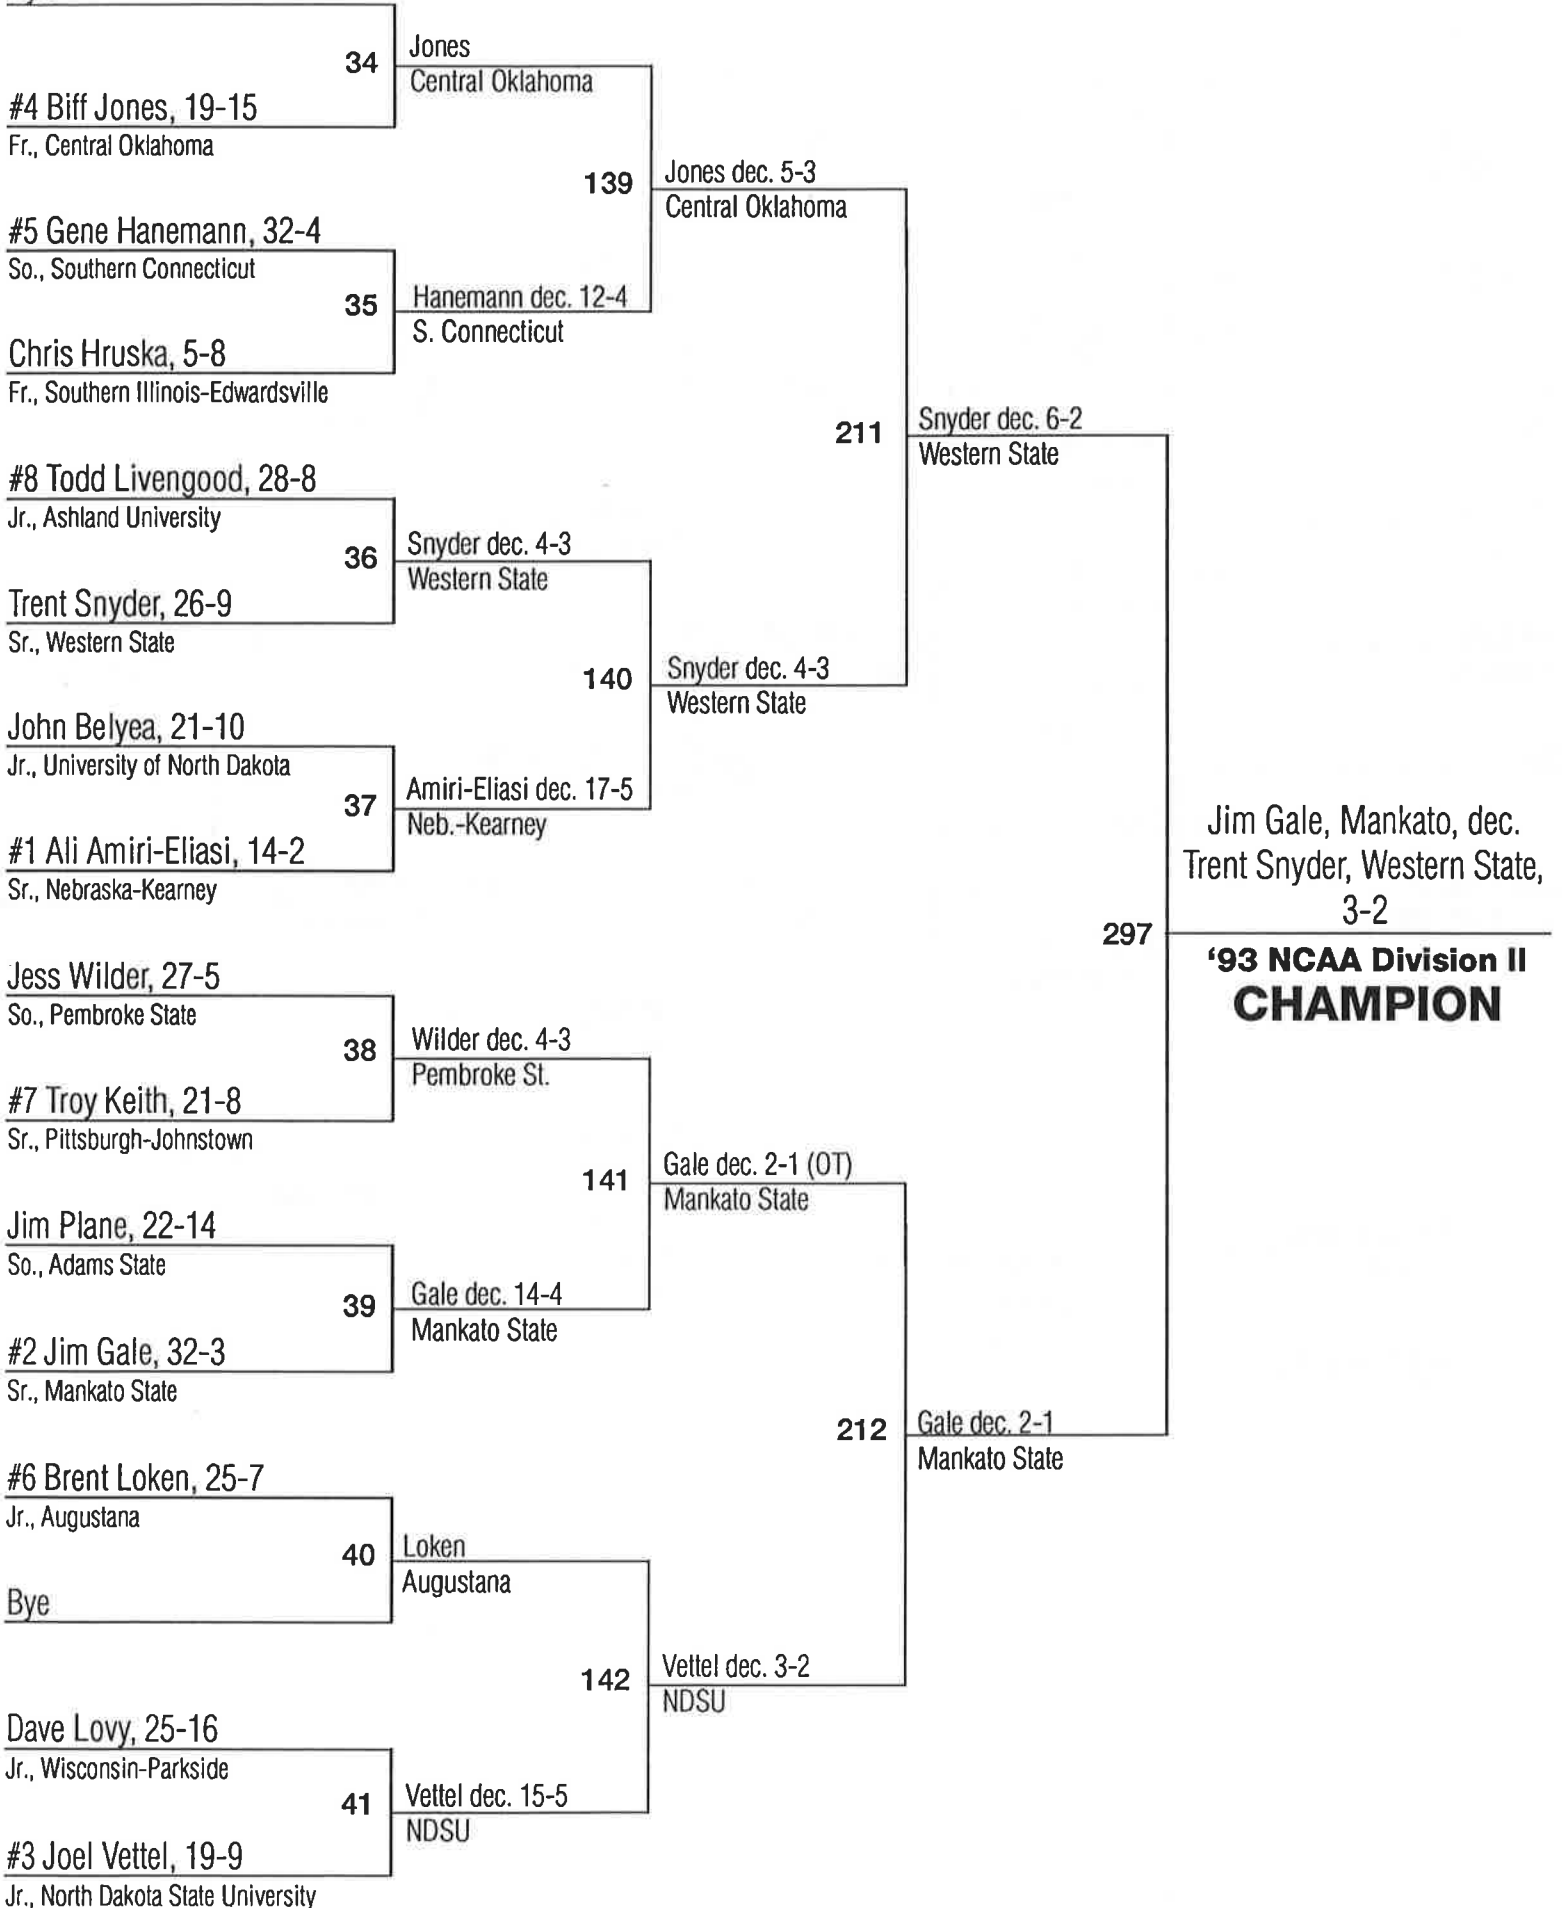 34
Jones
Central Oklahoma
#4 Biff Jones, 19-15
Fr., Central Oklahoma
139
Jones dec. 5-3
Central Oklahoma
#5 Gene Hanemann, 32-4
So., Southern Connecticut
35
Hanemann dec. 12-4
S. Connecticut
Chris Hruska, 5-8
Fr., Southern Illinois-Edwardsville
211
Snyder dec. 6-2
Western State
#8 Todd Livengood, 28-8
Jr., Ashland University
36
Snyder dec. 4-3
Western State
Trent Snyder, 26-9
Sr., Western State
140
Snyder dec. 4-3
Western State
John Belyea, 21-10
Jr., University of North Dakota
37
Amiri-Eliasi dec. 17-5
Neb.-Kearney
#1 Ali Amiri-Eliasi, 14-2
Sr., Nebraska-Kearney
Jim Gale, Mankato, dec.
Trent Snyder, Western State,
3-2
297
'93 NCAA Division II
CHAMPION
Jess Wilder, 27-5
So., Pembroke State
38
Wilder dec. 4-3
Pembroke St.
#7 Troy Keith, 21-8
Sr., Pittsburgh-Johnstown
141
Gale dec. 2-1 (OT)
Mankato State
Jim Plane, 22-14
So., Adams State
39
Gale dec. 14-4
Mankato State
#2 Jim Gale, 32-3
Sr., Mankato State
212
Gale dec. 2-1
Mankato State
#6 Brent Loken, 25-7
Jr., Augustana
40
Loken
Augustana
Bye
142
Vettel dec. 3-2
NDSU
Dave Lovy, 25-16
Jr., Wisconsin-Parkside
41
Vettel dec. 15-5
NDSU
#3 Joel Vettel, 19-9
Jr., North Dakota State University